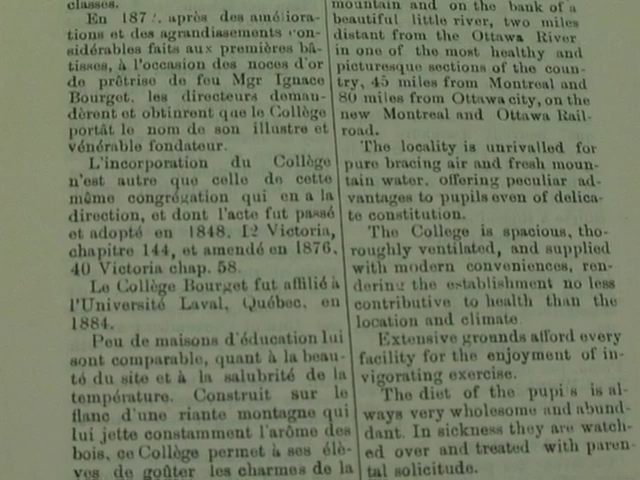 classes.
En 187 . après des améliora-
tions et des agrandissements con-
sidérables faits aux premières bâ-
tisses, à l'occasion des noces d'or
de prêtrise de feu Mgr Ignace
Bourget, les directeurs deman-
dèrent et obtinrent que le Collège
portât le nom de son illustre et
vénérable fondateur.
L'incorporation du Collège
n'est autre que celle de cette
même congrégation qui en a la
direction, et dont l'acte fut passé
et adopté en 1848, 12 Victoria,
chapitre 144, et amendé en 1876,
40 Victoria chap. 58.
Le Collège Bourget fut affilié à
l'Université Laval, Québec, en
1884.
Peu de maisons d'éducation lui
sont comparable, quant à la beau-
té du site et à la salubrité de la
température. Construit sur le
flanc d'une riante montagne qui
lui jette constamment l'arôme des
bois, ce Collège permet à ses élè-
ves de goûter les charmes de la
mountain and on the bank of a
beautiful little river, two miles
distant from the Ottawa River
in one of the most healthy and
picturesque sections of the coun-
try, 45 miles from Montreal and
80 miles from Ottawa city, on the
new Montreal and Ottawa Rail-
road.
The locality is unrivalled for
pure bracing air and fresh moun-
tain water, offering peculiar ad-
vantages to pupils even of delica-
te constitution.
The College is spacious, tho-
roughly ventilated, and supplied
with modern conveniences, ren-
dering the establishment no less
contributive to health than the
location and climate
Extensive grounds afford every
facility for the enjoyment of in-
vigorating exercise.
The diet of the pupi s is al-
ways very wholesome and abund-
dant. In sickness they are watch-
ed over and treated with paren-
tal solicitude.